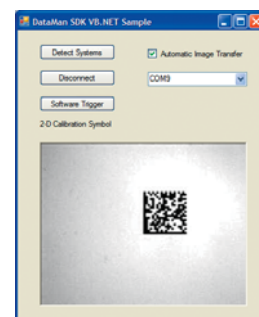 DataMan SDK VB.NET Sample
Detect Systems
Automatic Image Transfer
Disconnect
COM9
Software Trigger
2-D Calibration Symbol